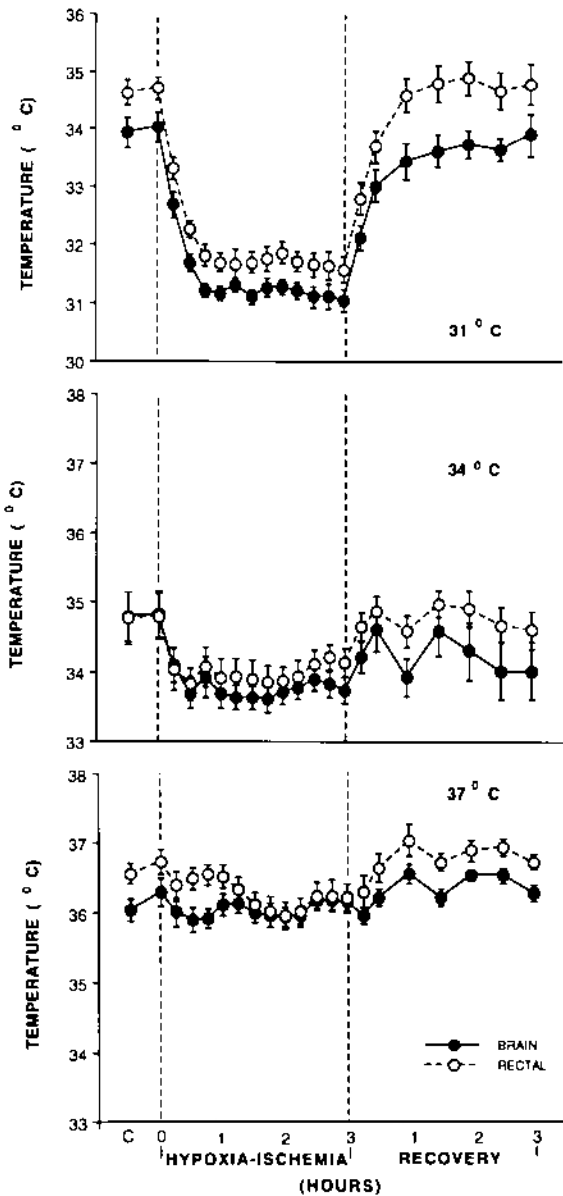 36
35
34
33
32
31
30
TEMPERATURE ( °C)
31 °C
38
37
36
35
34
33
TEMPERATURE ( °C)
34 °C
38
37
36
35
34
33
TEMPERATURE ( °C)
37 °C
BRAIN
RECTAL
C 0 1 2 3 1 2 3
HYPOXIA-ISCHEMIA RECOVERY
(HOURS)